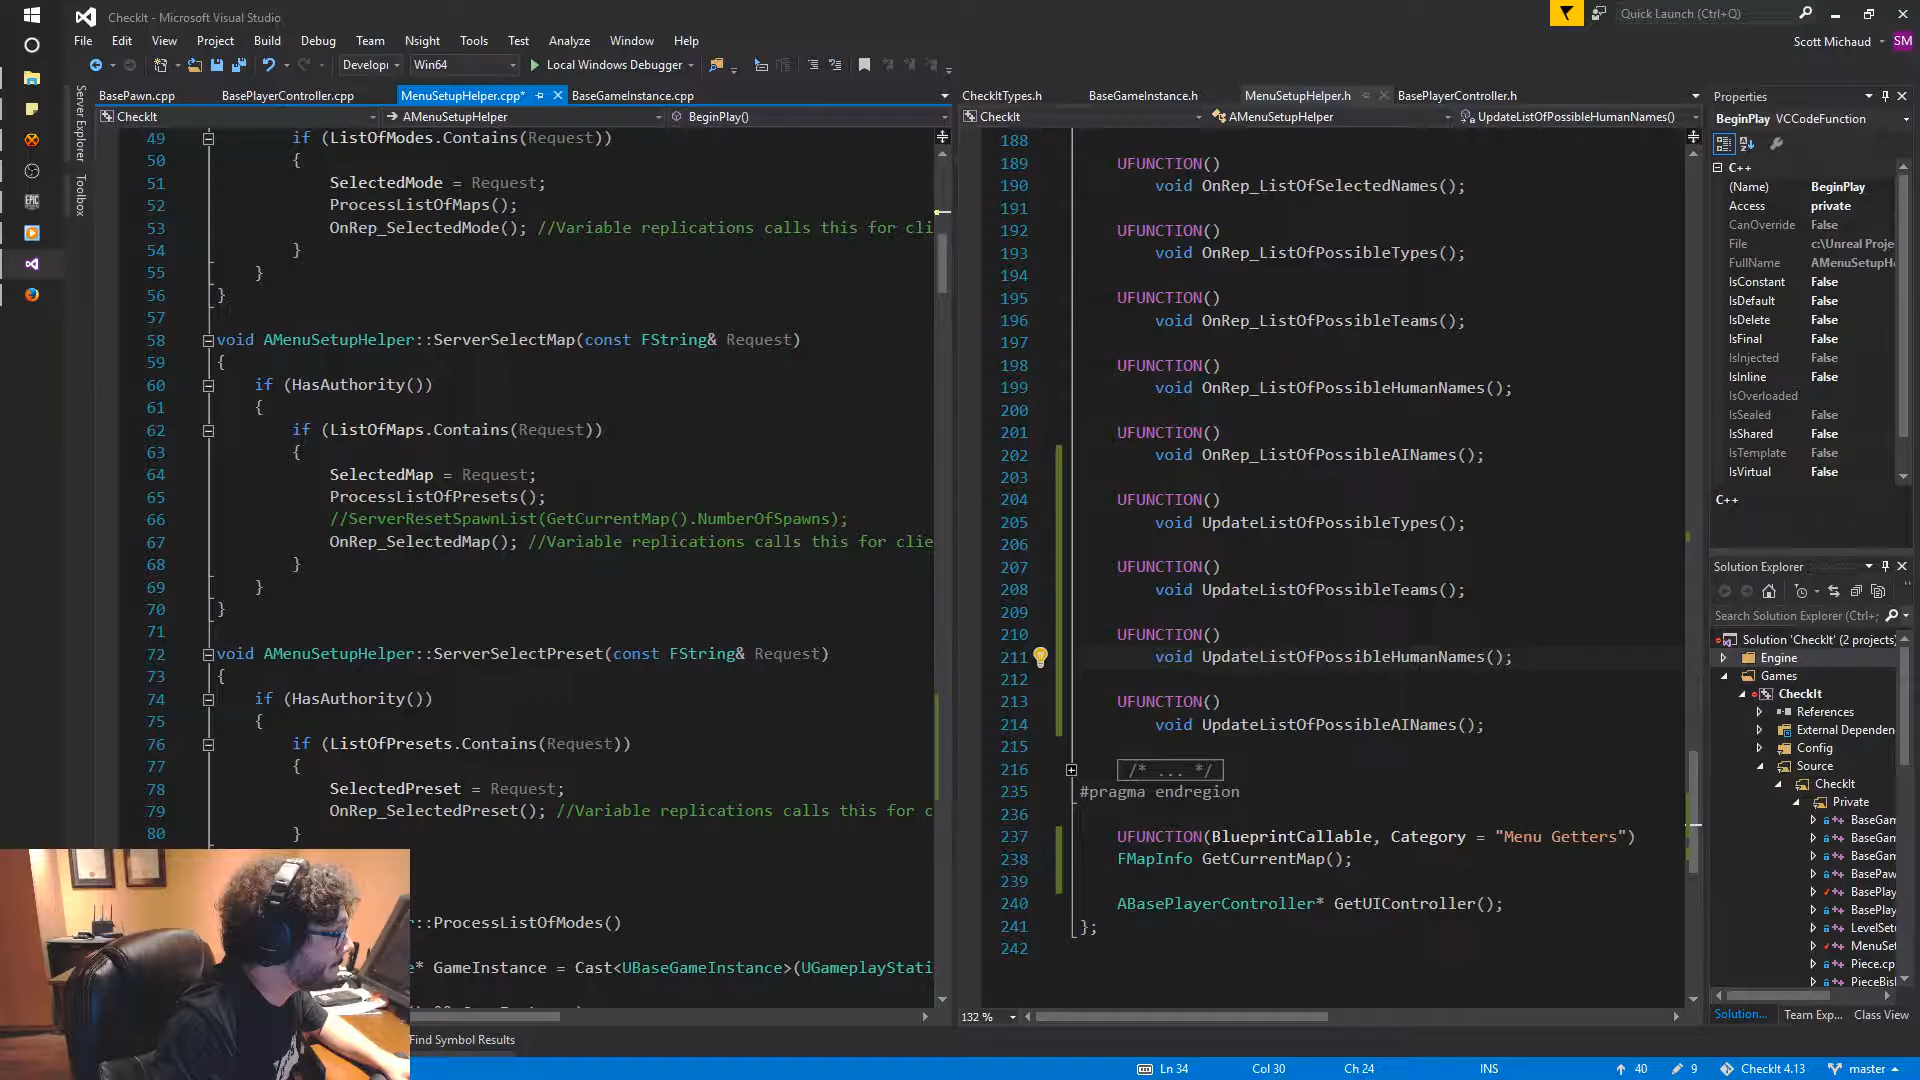 CheckIt - Microsoft Visual Studio
Quick Launch (Ctrl+Q)
File Edit View Project Build Debug Team Nsight Tools Test Analyze Window Help
Scott Michaud SM
Develop Win64 Local Windows Debugger
BasePawn.cpp BasePlayerController.cpp MenuSetupHelper.cpp* BaseGameInstance.cpp
CheckItTypes.h BaseGameInstance.h MenuSetupHelper.h BasePlayerController.h
CheckIt AMenuSetupHelper BeginPlay()
CheckIt AMenuSetupHelper UpdateListOfPossibleHumanNames()
Server Explorer
Toolbox
49 if (ListOfModes.Contains(Request))
50 {
51 SelectedMode = Request;
52 ProcessListOfMaps();
53 OnRep_SelectedMode(); //Variable replications calls this for cli
54 }
55 }
56 }
57
58 void AMenuSetupHelper::ServerSelectMap(const FString& Request)
59 {
60 if (HasAuthority())
61 {
62 if (ListOfMaps.Contains(Request))
63 {
64 SelectedMap = Request;
65 ProcessListOfPresets();
66 //ServerResetSpawnList(GetCurrentMap().NumberOfSpawns);
67 OnRep_SelectedMap(); //Variable replications calls this for clie
68 }
69 }
70 }
71
72 void AMenuSetupHelper::ServerSelectPreset(const FString& Request)
73 {
74 if (HasAuthority())
75 {
76 if (ListOfPresets.Contains(Request))
77 {
78 SelectedPreset = Request;
79 OnRep_SelectedPreset(); //Variable replications calls this for c
80 }
::ProcessListOfModes()
* GameInstance = Cast<UBaseGameInstance>(UGameplayStati
188
189 UFUNCTION()
190 void OnRep_ListOfSelectedNames();
191
192 UFUNCTION()
193 void OnRep_ListOfPossibleTypes();
194
195 UFUNCTION()
196 void OnRep_ListOfPossibleTeams();
197
198 UFUNCTION()
199 void OnRep_ListOfPossibleHumanNames();
200
201 UFUNCTION()
202 void OnRep_ListOfPossibleAINames();
203
204 UFUNCTION()
205 void UpdateListOfPossibleTypes();
206
207 UFUNCTION()
208 void UpdateListOfPossibleTeams();
209
210 UFUNCTION()
211 void UpdateListOfPossibleHumanNames();
212
213 UFUNCTION()
214 void UpdateListOfPossibleAINames();
215
216 /* ... */
235 #pragma endregion
236
237 UFUNCTION(BlueprintCallable, Category = "Menu Getters")
238 FMapInfo GetCurrentMap();
239
240 ABasePlayerController* GetUIController();
241 };
242
132 %
Properties
BeginPlay VCCodeFunction
C++
(Name) BeginPlay
Access private
CanOverride False
File c:\Unreal Proje
FullName AMenuSetupH
IsConstant False
IsDefault False
IsDelete False
IsFinal False
IsInjected False
IsInline False
IsOverloaded
IsSealed False
IsShared False
IsTemplate False
IsVirtual False
C++
Solution Explorer
Search Solution Explorer (Ctrl+;
Solution 'CheckIt' (2 projects)
Engine
Games
CheckIt
References
External Dependen
Config
Source
CheckIt
Private
BaseGam
BaseGam
BaseGam
BasePaw
BasePlay
BasePlay
LevelSetu
MenuSet
Piece.cp
PieceBis
Solution... Team Exp... Class View
Find Symbol Results
Ln 34 Col 30 Ch 24 INS 40 9 CheckIt 4.13 master
EPIC